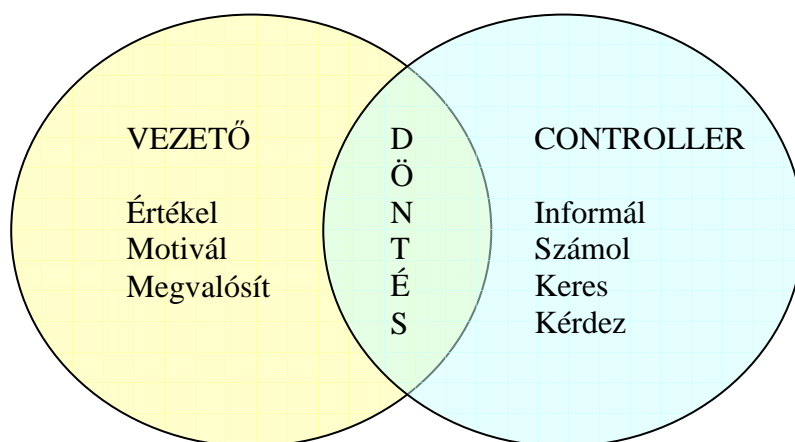 VEZETŐ
Értékel
Motivál
Megvalósít
D
Ö
N
T
É
S
CONTROLLER
Informál
Számol
Keres
Kérdez